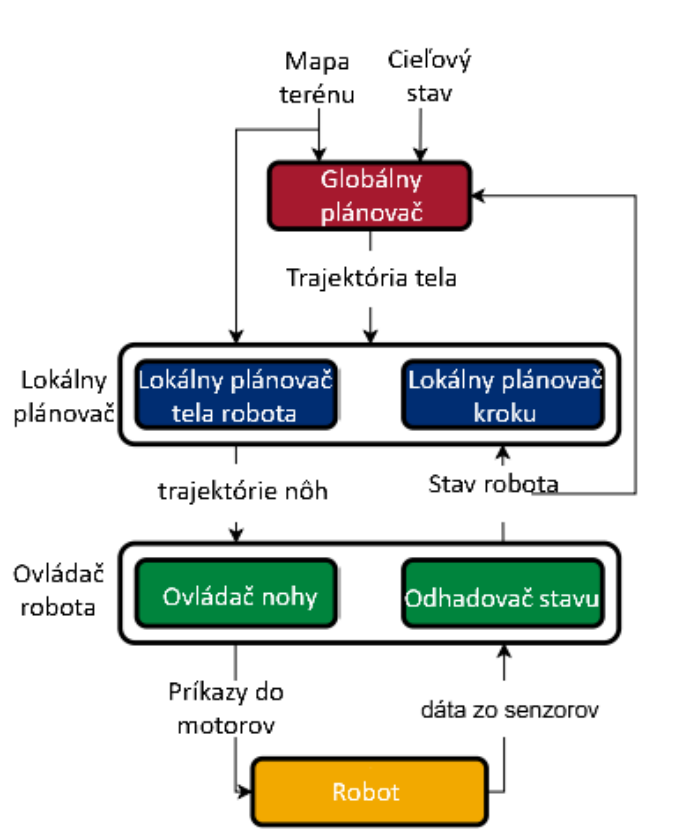 Mapa
terénu
Cieľový
stav
Globálny
plánovač
Trajektória tela
Lokálny
plánovač
Lokálny plánovač
tela robota
Lokálny plánovač
kroku
trajektórie nôh
Stav robota
Ovládač
robota
Ovládač nohy
Odhadovač stavu
Príkazy do
motorov
dáta zo senzorov
Robot